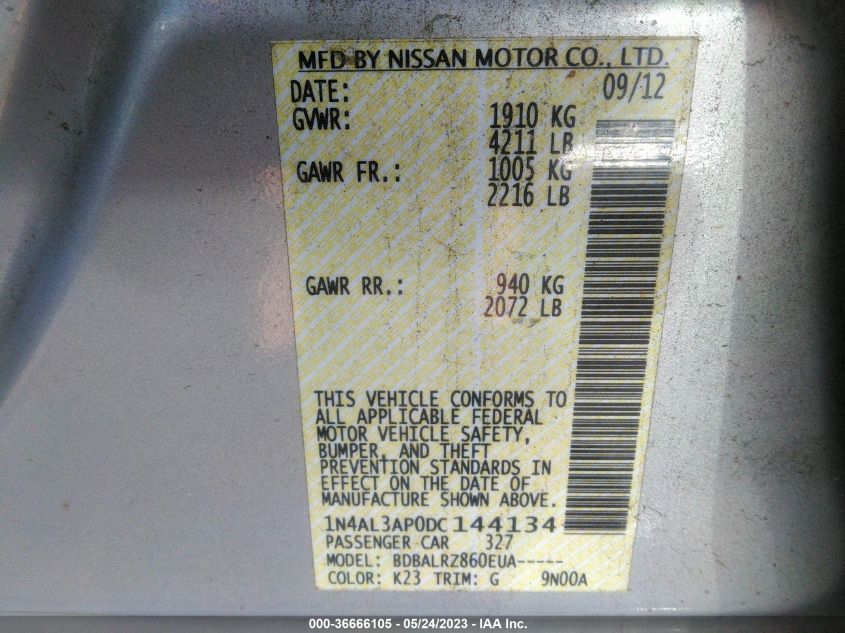 MFD BY NISSAN MOTOR CO., LTD.
DATE: 09/12
GVWR: 1910 KG
4211 LB
GAWR FR.: 1005 KG
2216 LB
GAWR RR.: 940 KG
2072 LB
THIS VEHICLE CONFORMS TO
ALL APPLICABLE FEDERAL
MOTOR VEHICLE SAFETY,
BUMPER, AND THEFT
PREVENTION STANDARDS IN
EFFECT ON THE DATE OF
MANUFACTURE SHOWN ABOVE.
1N4AL3AP0DC144134
PASSENGER CAR 327
MODEL: BDBALRZ860EUA-----
COLOR: K23 TRIM: G 9N00A
000-36666105 - 05/24/2023 - IAA Inc.